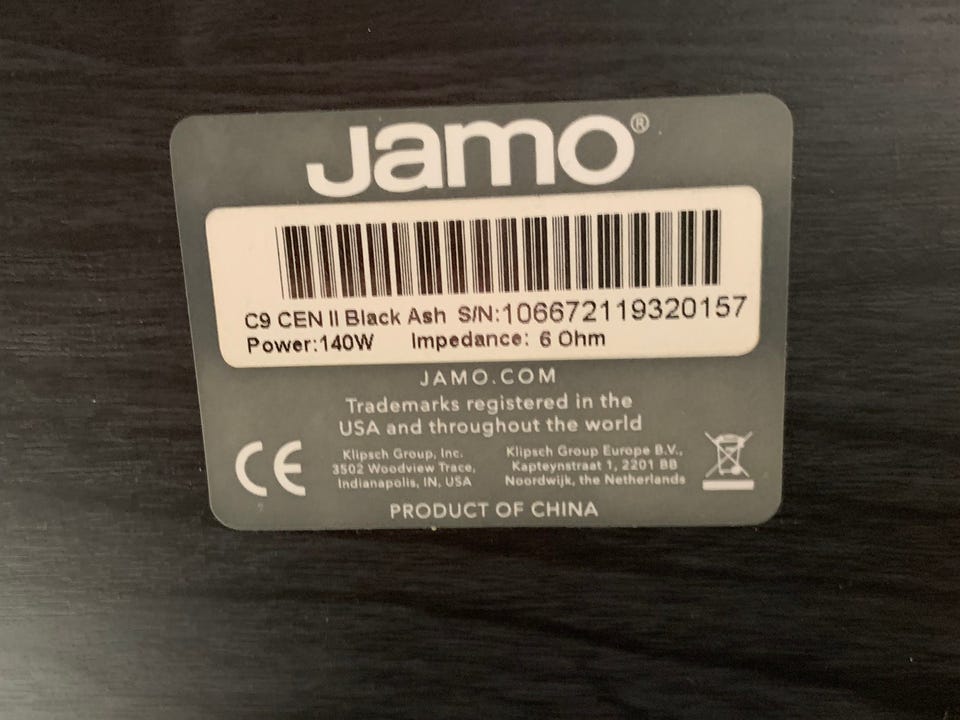 Jamo®
C9 CEN II Black Ash S/N:106672119320157
Power:140W Impedance: 6 Ohm
JAMO.COM
Trademarks registered in the
USA and throughout the world
Klipsch Group, Inc.
3502 Woodview Trace,
Indianapolis, IN, USA
Klipsch Group Europe B.V.,
Kapteynstraat 1, 2201 BB
Noordwijk, the Netherlands
CE
PRODUCT OF CHINA